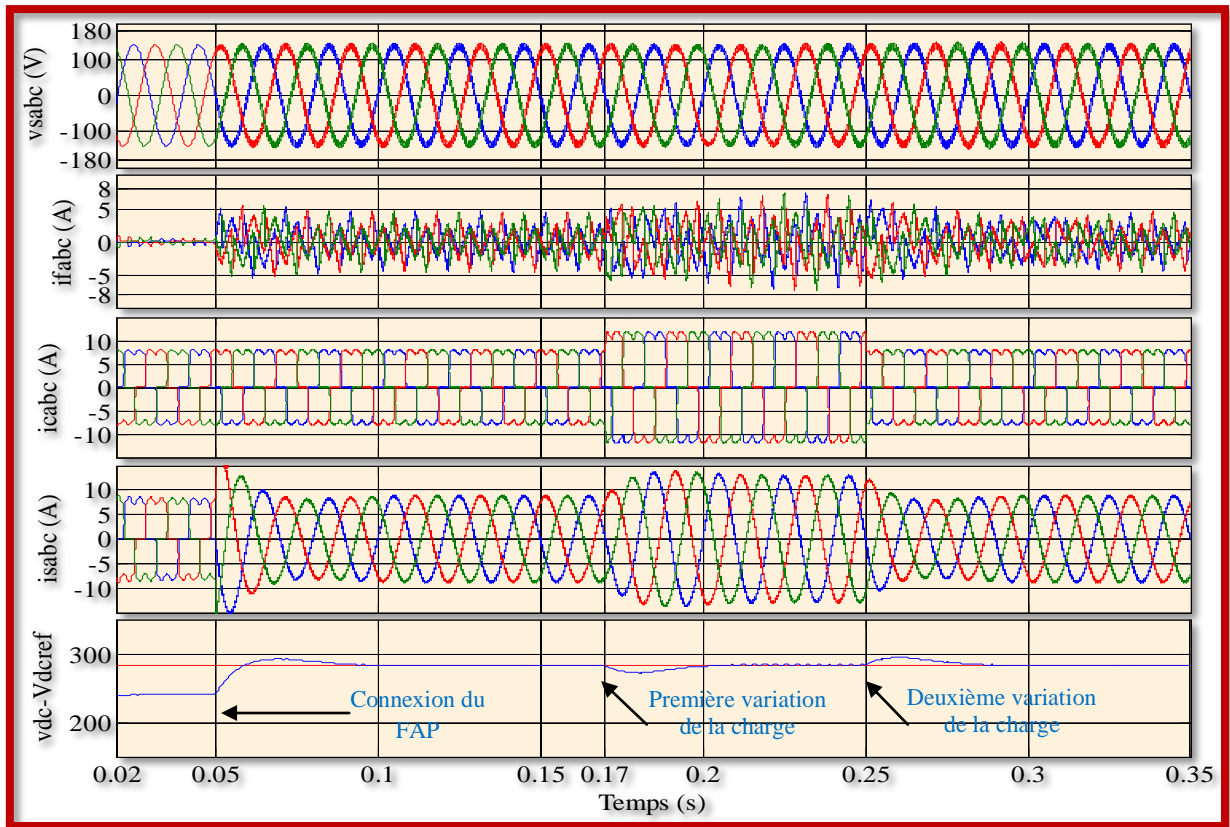 180
100
0
-100
-180
vsabc (V)
8
5
0
-5
-8
ifabc (A)
10
5
0
-5
-10
icabc (A)
10
5
0
-5
-10
isabc (A)
300
200
vdc-Vdcref
Connexion du
FAP
Première variation
de la charge
Deuxième variation
de la charge
0.02 0.05 0.1 0.15 0.17 0.2 0.25 0.3 0.35
Temps (s)